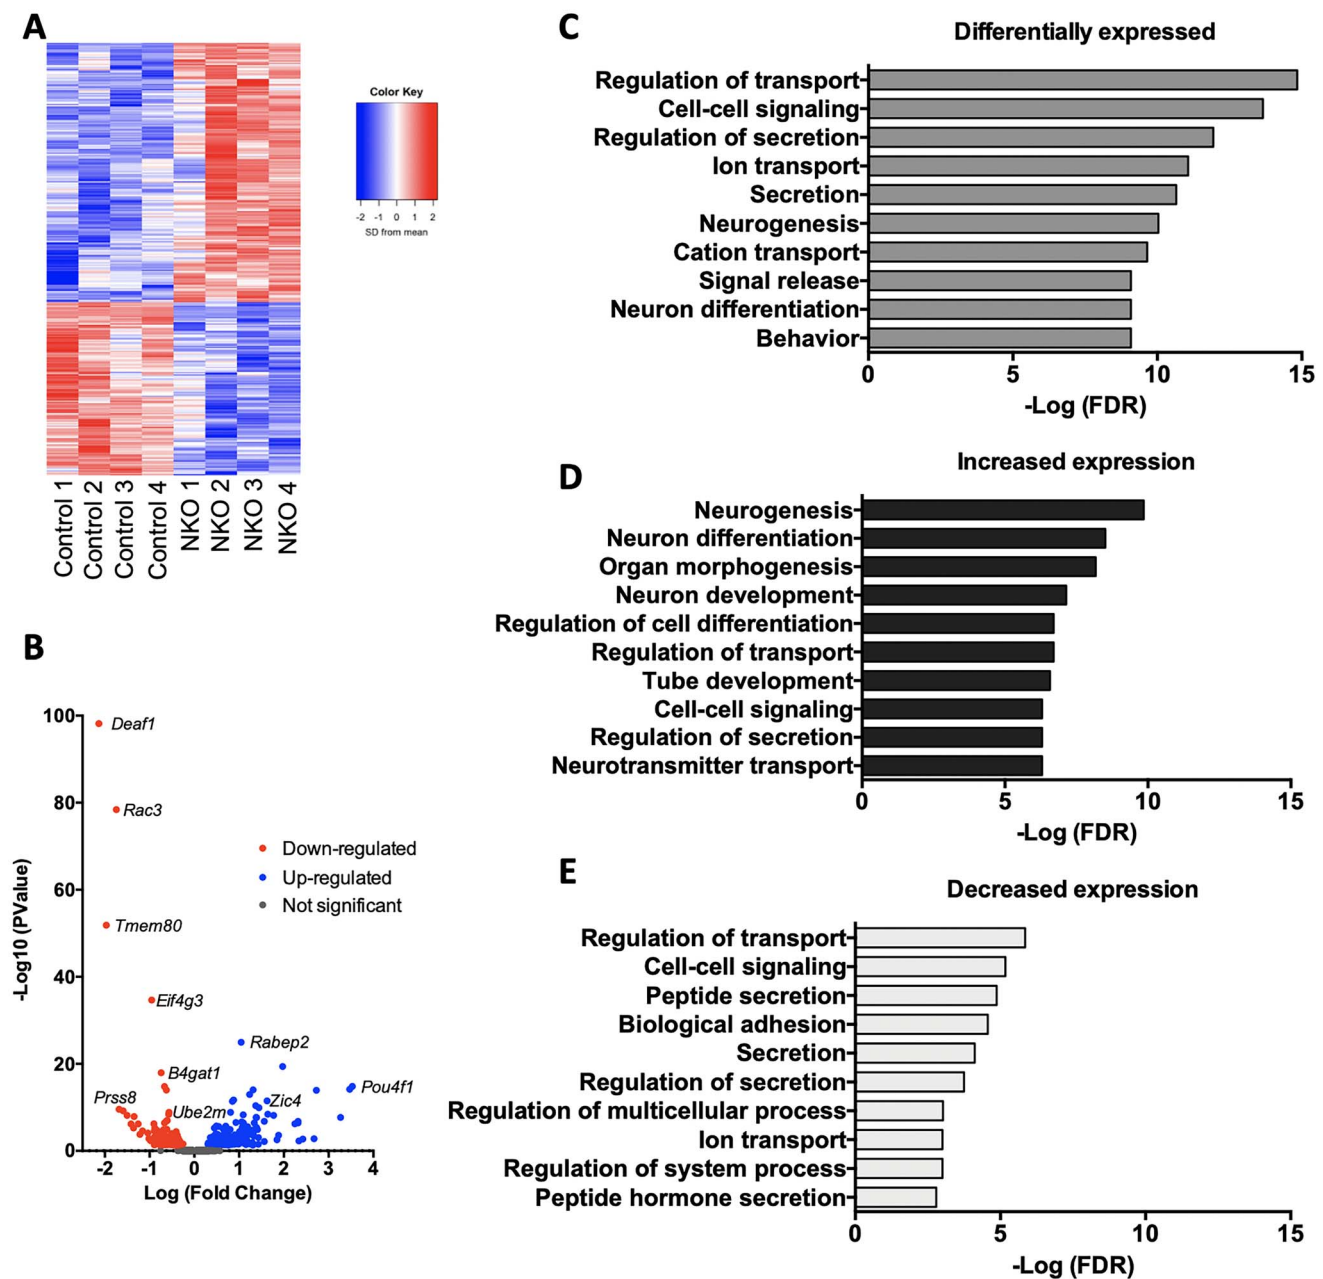 A
Color Key
-2 -1 0 1 2
SD from mean
Control 1
Control 2
Control 3
Control 4
NKO 1
NKO 2
NKO 3
NKO 4
B
100
80
60
40
20
0
-Log10 (PValue)
Deaf1
Rac3
Tmem80
Eif4g3
Rabep2
B4gat1
Prss8
Ube2m
Zic4
Pou4f1
Down-regulated
Up-regulated
Not significant
-2 -1 0 1 2 3 4
Log (Fold Change)
C
Differentially expressed
Regulation of transport
Cell-cell signaling
Regulation of secretion
Ion transport
Secretion
Neurogenesis
Cation transport
Signal release
Neuron differentiation
Behavior
0 5 10 15
-Log (FDR)
D
Increased expression
Neurogenesis
Neuron differentiation
Organ morphogenesis
Neuron development
Regulation of cell differentiation
Regulation of transport
Tube development
Cell-cell signaling
Regulation of secretion
Neurotransmitter transport
0 5 10 15
-Log (FDR)
E
Decreased expression
Regulation of transport
Cell-cell signaling
Peptide secretion
Biological adhesion
Secretion
Regulation of secretion
Regulation of multicellular process
Ion transport
Regulation of system process
Peptide hormone secretion
0 5 10 15
-Log (FDR)